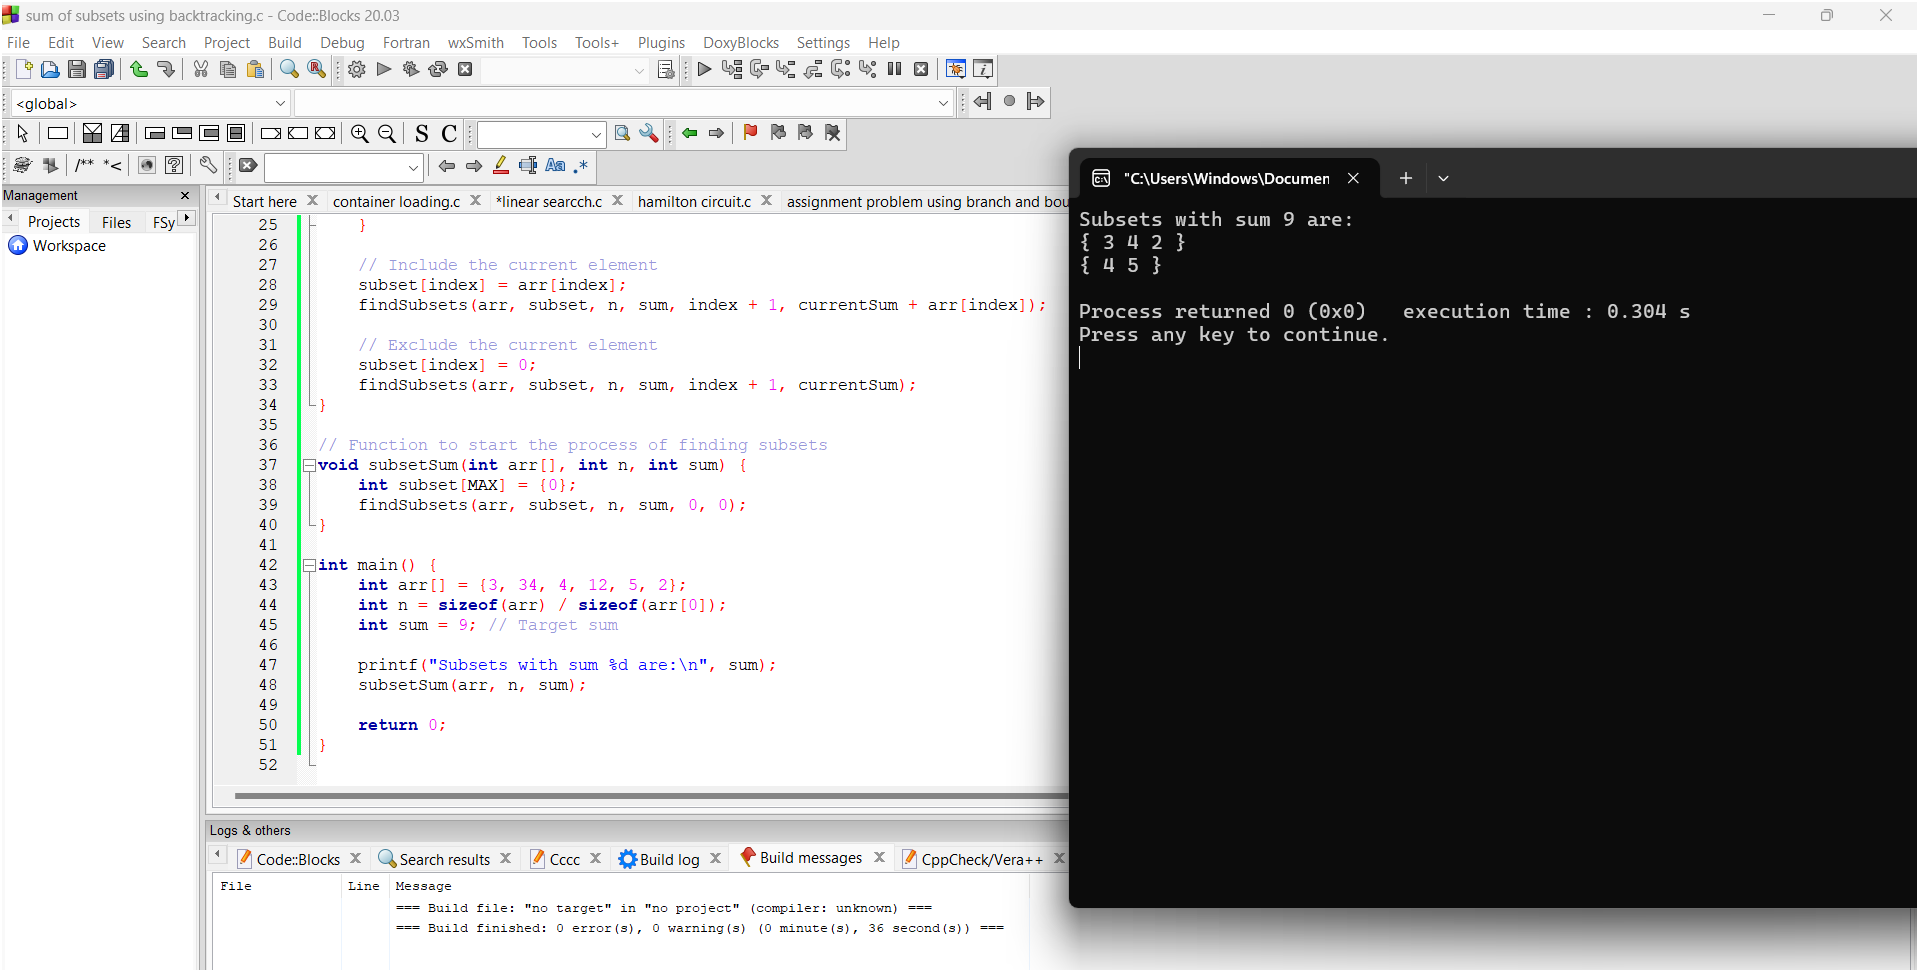 sum of subsets using backtracking.c - Code::Blocks 20.03
File Edit View Search Project Build Debug Fortran wxSmith Tools Tools+ Plugins DoxyBlocks Settings Help
<global>
S C
/** *<
Aa .*
Management
Projects Files FSy
Workspace
Start here container loading.c *linear searcch.c hamilton circuit.c assignment problem using branch and bou
25 }
26
27 // Include the current element
28 subset[index] = arr[index];
29 findSubsets(arr, subset, n, sum, index + 1, currentSum + arr[index]);
30
31 // Exclude the current element
32 subset[index] = 0;
33 findSubsets(arr, subset, n, sum, index + 1, currentSum);
34 }
35
36 // Function to start the process of finding subsets
37 void subsetSum(int arr[], int n, int sum) {
38 int subset[MAX] = {0};
39 findSubsets(arr, subset, n, sum, 0, 0);
40 }
41
42 int main() {
43 int arr[] = {3, 34, 4, 12, 5, 2};
44 int n = sizeof(arr) / sizeof(arr[0]);
45 int sum = 9; // Target sum
46
47 printf("Subsets with sum %d are:\n", sum);
48 subsetSum(arr, n, sum);
49
50 return 0;
51 }
52
Logs & others
Code::Blocks Search results Cccc Build log Build messages CppCheck/Vera++
File Line Message
=== Build file: "no target" in "no project" (compiler: unknown) ===
=== Build finished: 0 error(s), 0 warning(s) (0 minute(s), 36 second(s)) ===
"C:\Users\Windows\Documen
Subsets with sum 9 are:
{ 3 4 2 }
{ 4 5 }
Process returned 0 (0x0) execution time : 0.304 s
Press any key to continue.